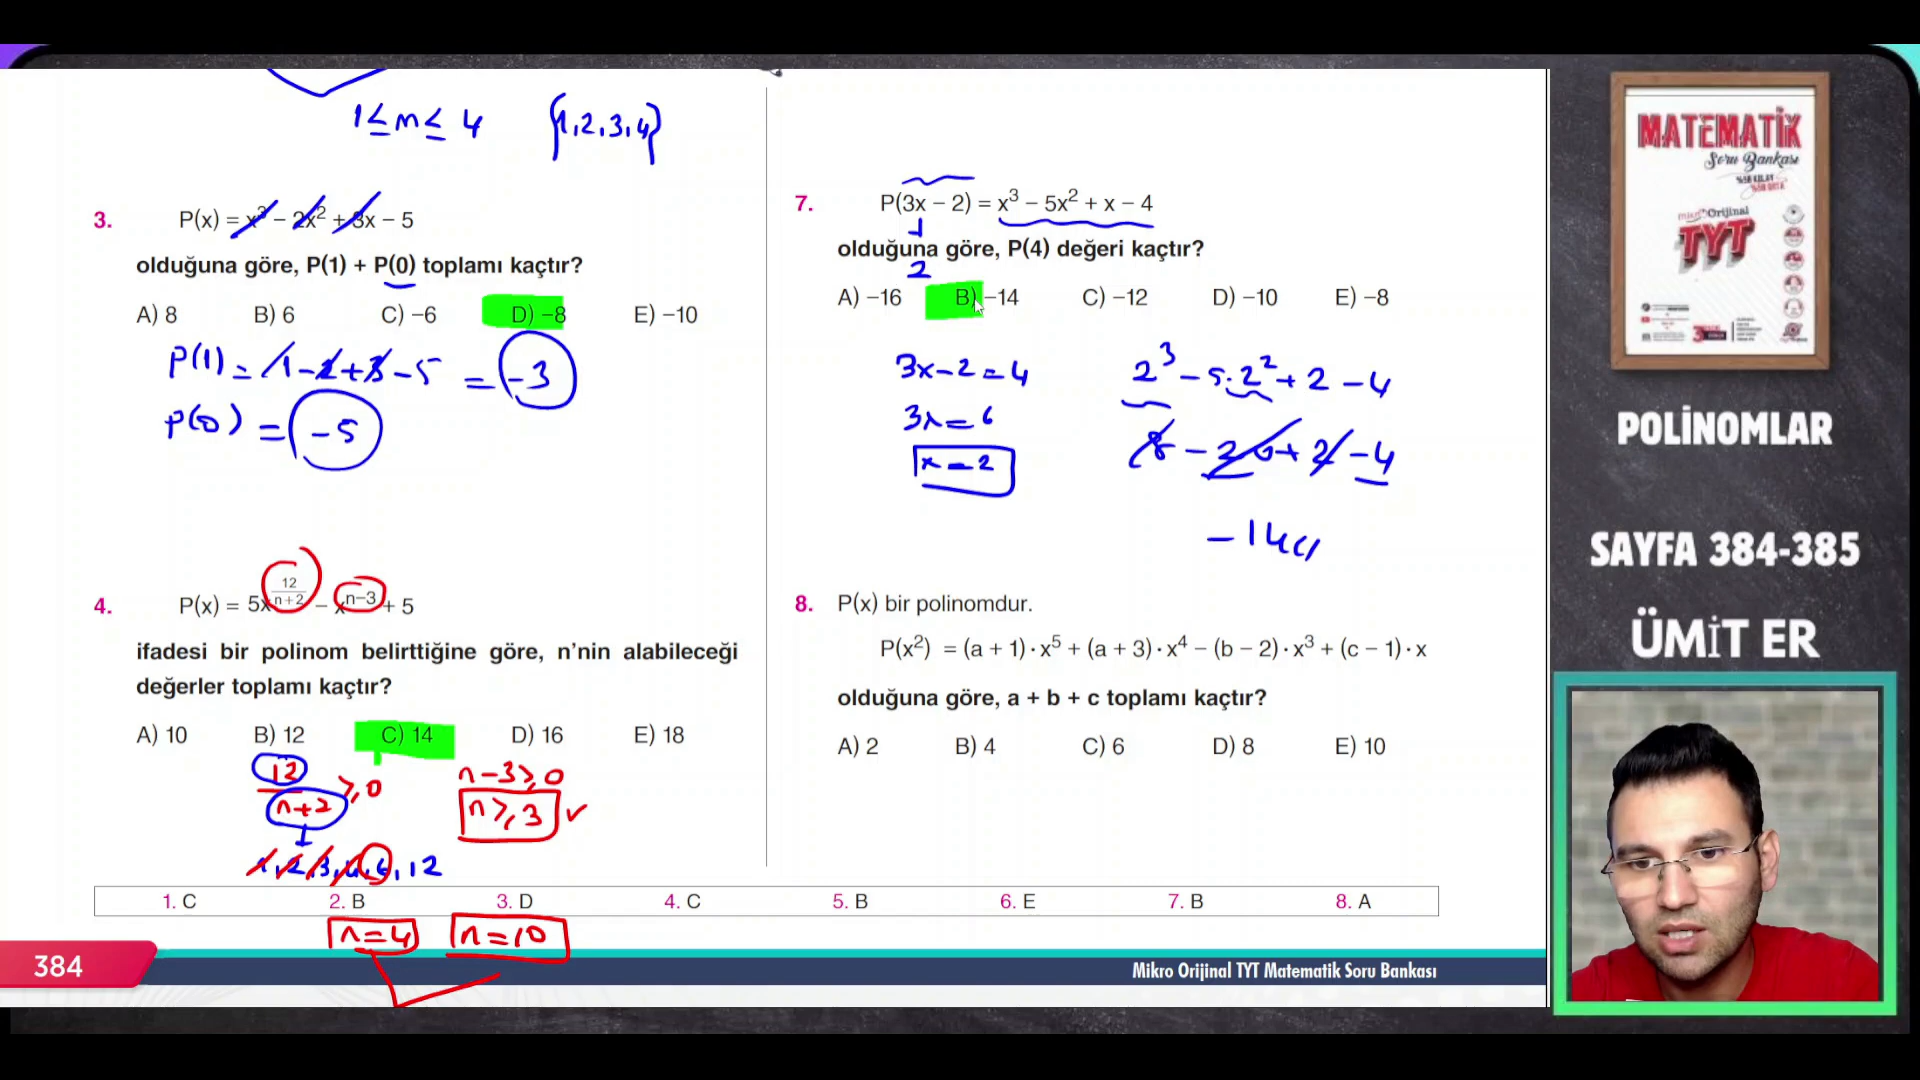 1 ≤ m ≤ 4 {1,2,3,4}
3. P(x) = x³ – 2x² + 3x – 5
olduğuna göre, P(1) + P(0) toplamı kaçtır?
A) 8 B) 6 C) –6 D) –8 E) –10
P(1) = 1 – 2 + 3 – 5 = –3
P(0) = –5
4. P(x) = 5x^(12/(n+2)) – x^(n–3) + 5
ifadesi bir polinom belirttiğine göre, n'nin alabileceği
değerler toplamı kaçtır?
A) 10 B) 12 C) 14 D) 16 E) 18
12/(n+2) ≥ 0
n – 3 ≥ 0
n ≥ 3
1, 2, 3, 4, 6, 12
7. P(3x – 2) = x³ – 5x² + x – 4
olduğuna göre, P(4) değeri kaçtır?
2
A) –16 B) –14 C) –12 D) –10 E) –8
3x – 2 = 4
3x = 6
x = 2
2³ – 5·2² + 2 – 4
8 – 20 + 2 – 4
–14
8. P(x) bir polinomdur.
P(x²) = (a + 1)·x⁵ + (a + 3)·x⁴ – (b – 2)·x³ + (c – 1)·x
olduğuna göre, a + b + c toplamı kaçtır?
A) 2 B) 4 C) 6 D) 8 E) 10
1. C 2. B 3. D 4. C 5. B 6. E 7. B 8. A
n = 4 n = 10
384
Mikro Orijinal TYT Matematik Soru Bankası
MATEMATİK
Soru Bankası
mikro Orijinal
TYT
POLİNOMLAR
SAYFA 384-385
ÜMİT ER